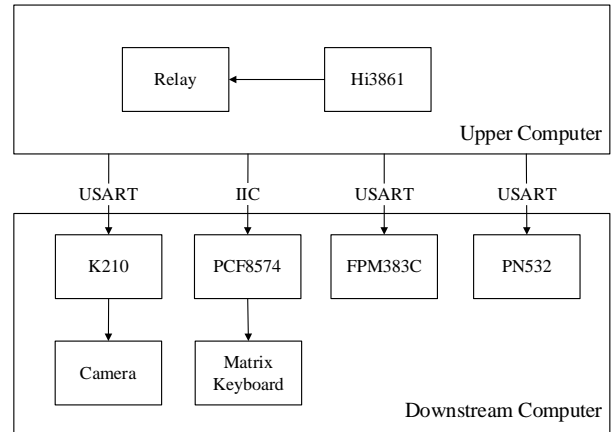 Relay
Hi3861
Upper Computer
USART
IIC
USART
USART
K210
PCF8574
FPM383C
PN532
Camera
Matrix
Keyboard
Downstream Computer